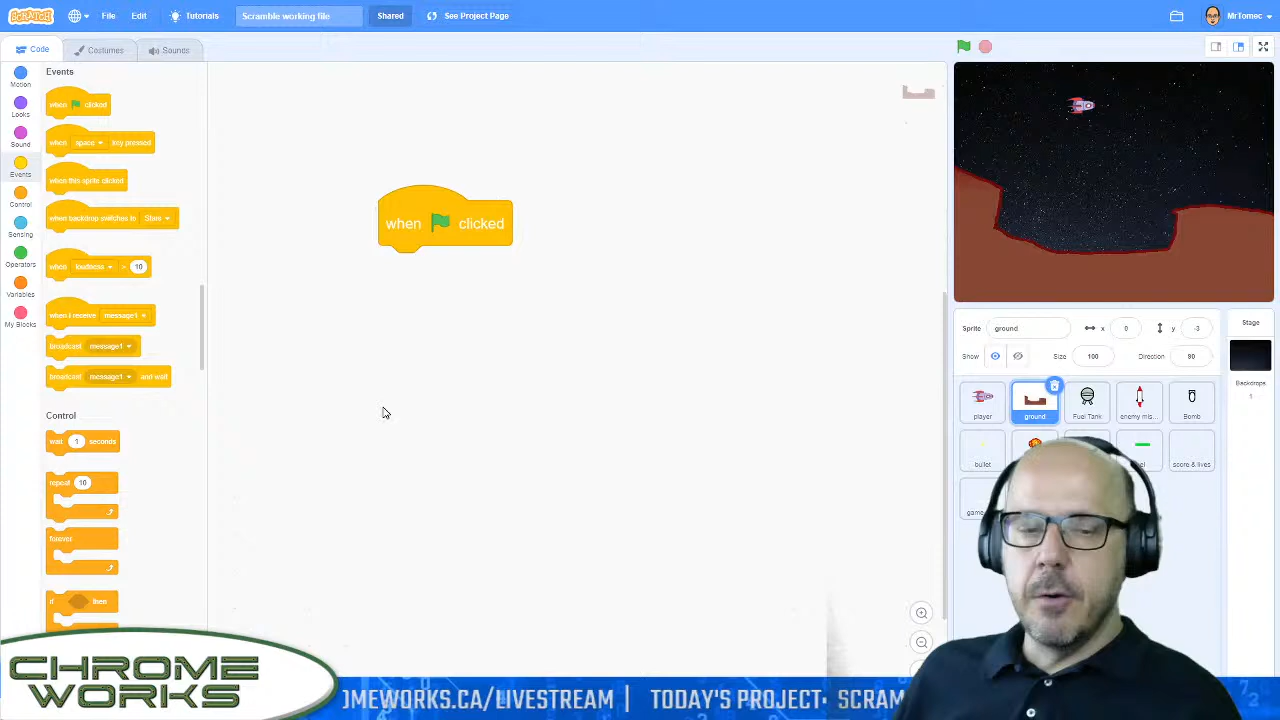 SCRATCH File Edit Tutorials Scramble working file Shared See Project Page MrTomec
Code Costumes Sounds
Motion
Looks
Sound
Events
Control
Sensing
Operators
Variables
My Blocks
Events
when clicked
when space key pressed
when this sprite clicked
when backdrop switches to Stars
when loudness > 10
when I receive message1
broadcast message1
broadcast message1 and wait
Control
wait 1 seconds
repeat 10
forever
if then
when clicked
Sprite ground x 0 y -3
Show Size 100 Direction 90
player ground Fuel Tank enemy mis... Bomb
bullet score & lives
Stage
Backdrops
1
CHROME
WORKS
OMEWORKS.CA/LIVESTREAM | TODAY'S PROJECT: SCRAM